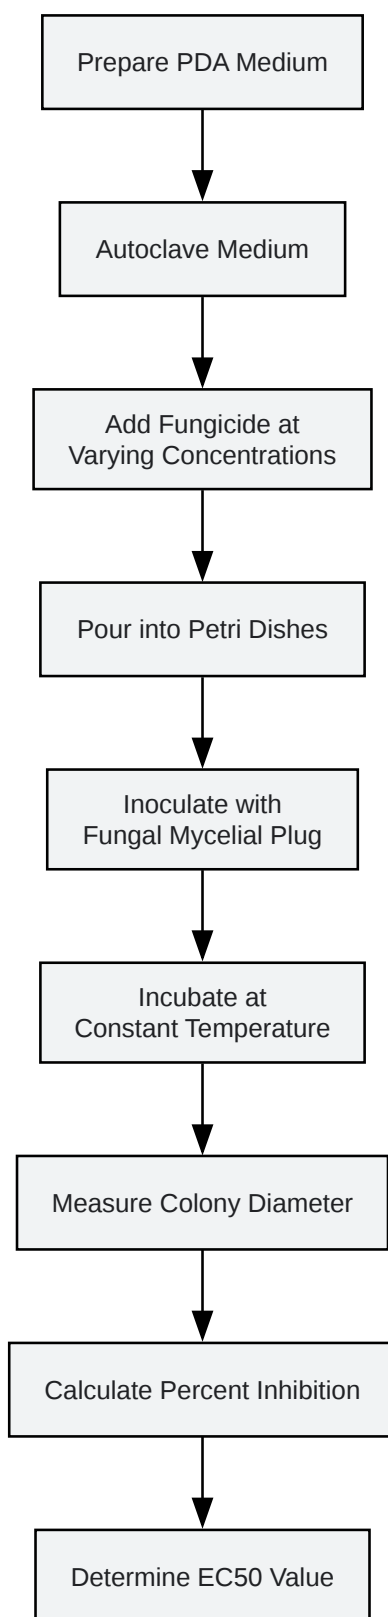 Prepare PDA Medium
Autoclave Medium
Add Fungicide at
Varying Concentrations
Pour into Petri Dishes
Inoculate with
Fungal Mycelial Plug
Incubate at
Constant Temperature
Measure Colony Diameter
Calculate Percent Inhibition
Determine EC50 Value